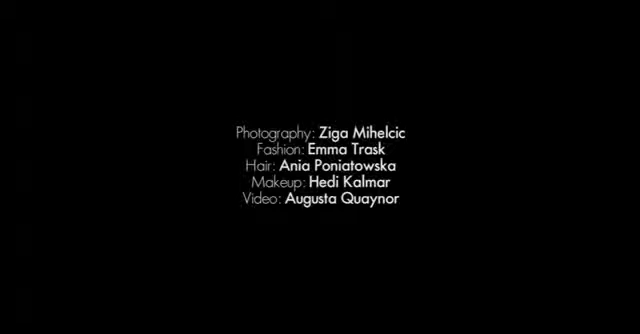 Photography: Ziga Mihelcic
Fashion: Emma Trask
Hair: Ania Poniatowska
Makeup: Hedi Kalmar
Video: Augusta Quaynor